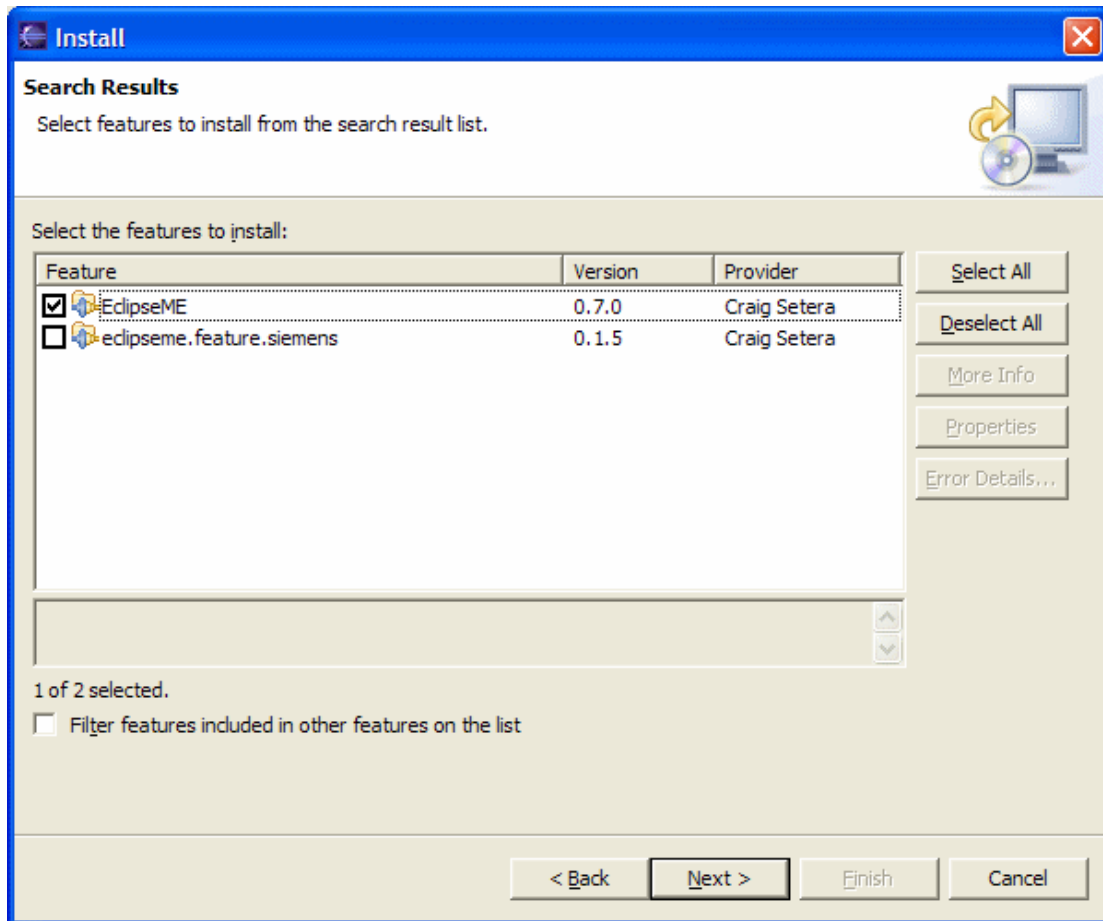 Install
Search Results
Select features to install from the search result list.
Select the features to install:
Feature Version Provider
EclipseME 0.7.0 Craig Setera
eclipseme.feature.siemens 0.1.5 Craig Setera
Select All
Deselect All
More Info
Properties
Error Details...
1 of 2 selected.
Filter features included in other features on the list
< Back Next > Finish Cancel